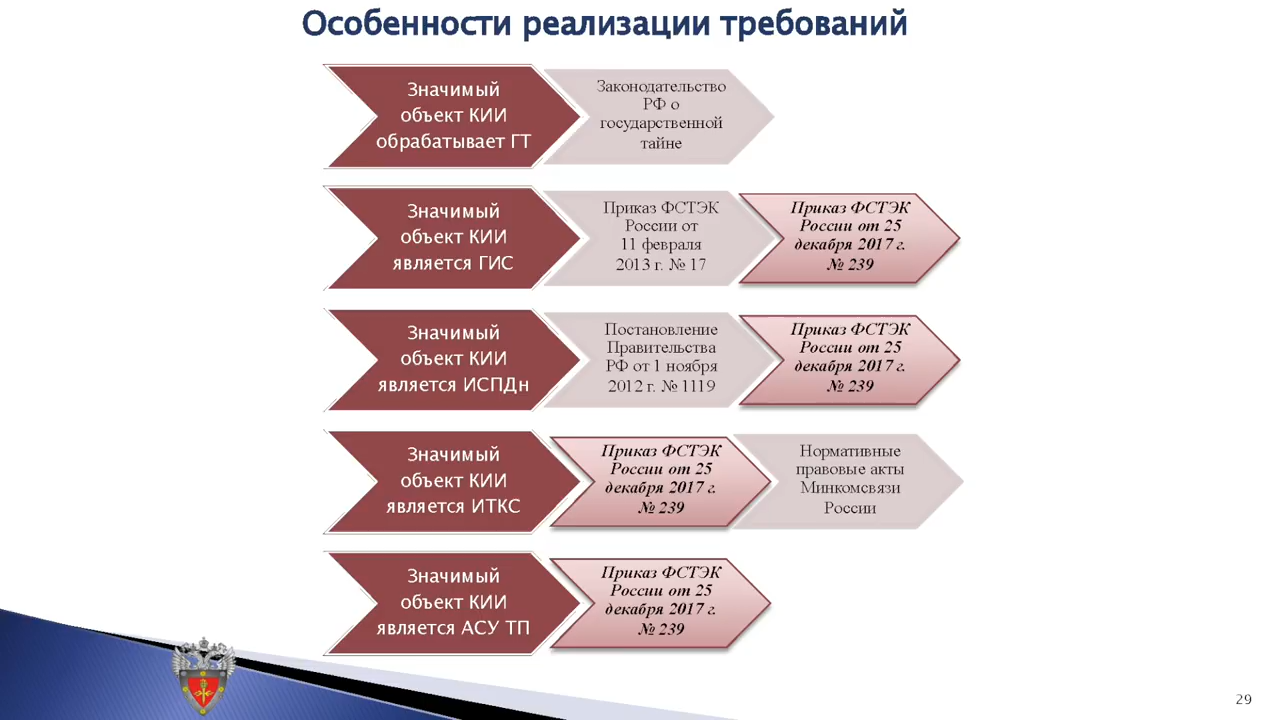 Особенности реализации требований
Значимый
объект КИИ
обрабатывает ГТ
Законодательство
РФ о
государственной
тайне
Значимый
объект КИИ
является ГИС
Приказ ФСТЭК
России от
11 февраля
2013 г. № 17
Приказ ФСТЭК
России от 25
декабря 2017 г.
№ 239
Значимый
объект КИИ
является ИСПДн
Постановление
Правительства
РФ от 1 ноября
2012 г. № 1119
Приказ ФСТЭК
России от 25
декабря 2017 г.
№ 239
Значимый
объект КИИ
является ИТКС
Приказ ФСТЭК
России от 25
декабря 2017 г.
№ 239
Нормативные
правовые акты
Минкомсвязи
России
Значимый
объект КИИ
является АСУ ТП
Приказ ФСТЭК
России от 25
декабря 2017 г.
№ 239
29